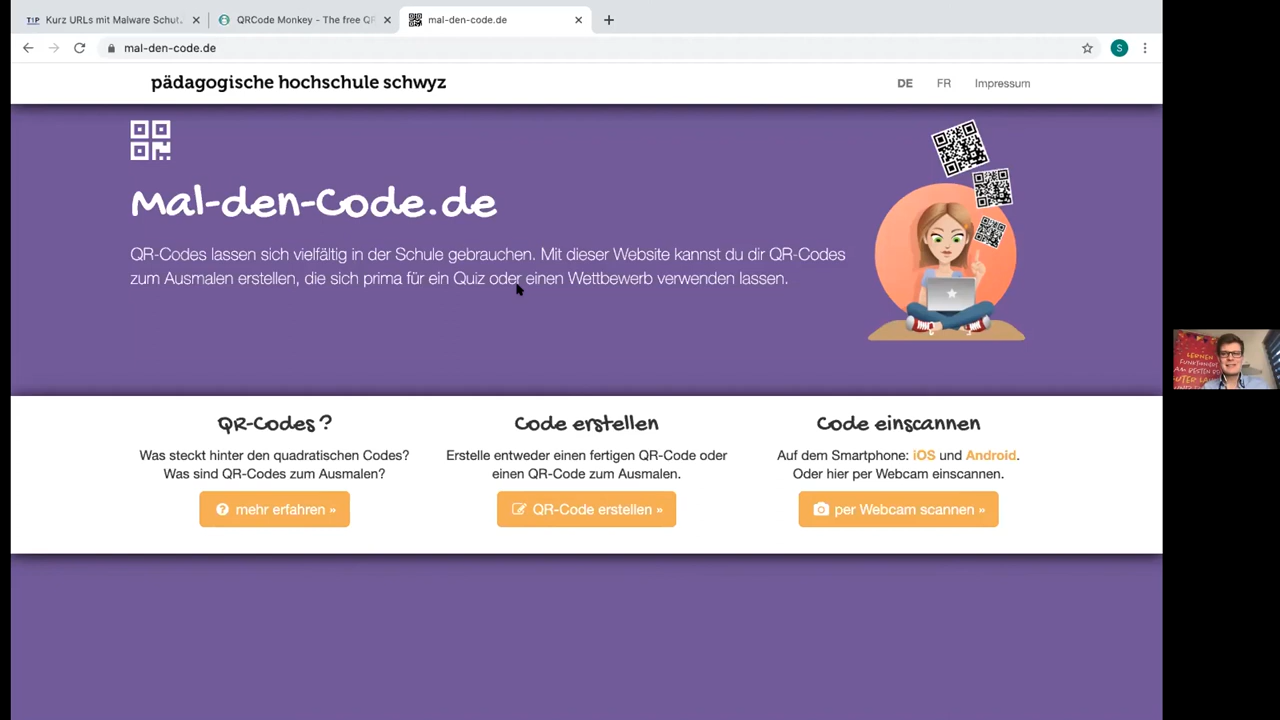 TIP Kurz URLs mit Malware Schut
QRCode Monkey - The free QF
mal-den-code.de
mal-den-code.de
S
pädagogische hochschule schwyz
DE FR Impressum
Mal-den-Code.de
QR-Codes lassen sich vielfältig in der Schule gebrauchen. Mit dieser Website kannst du dir QR-Codes
zum Ausmalen erstellen, die sich prima für ein Quiz oder einen Wettbewerb verwenden lassen.
QR-Codes?
Was steckt hinter den quadratischen Codes?
Was sind QR-Codes zum Ausmalen?
mehr erfahren »
Code erstellen
Erstelle entweder einen fertigen QR-Code oder
einen QR-Code zum Ausmalen.
QR-Code erstellen »
Code einscannen
Auf dem Smartphone: iOS und Android.
Oder hier per Webcam einscannen.
per Webcam scannen »
LERNEN
AM BESTEN